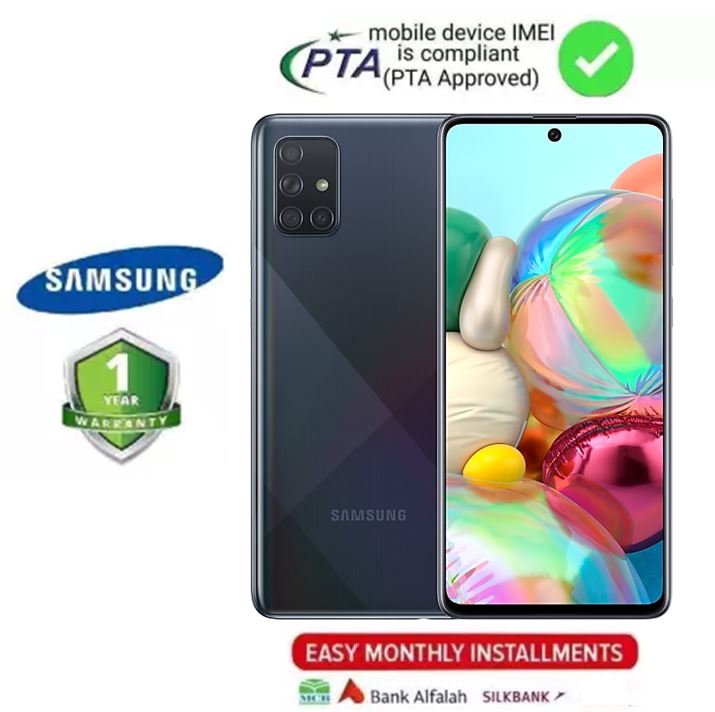 PTA
mobile device IMEI
is compliant
(PTA Approved)
SAMSUNG
1
YEAR
WARRANTY
SAMSUNG
EASY MONTHLY INSTALLMENTS
MCB Bank Alfalah SILKBANK